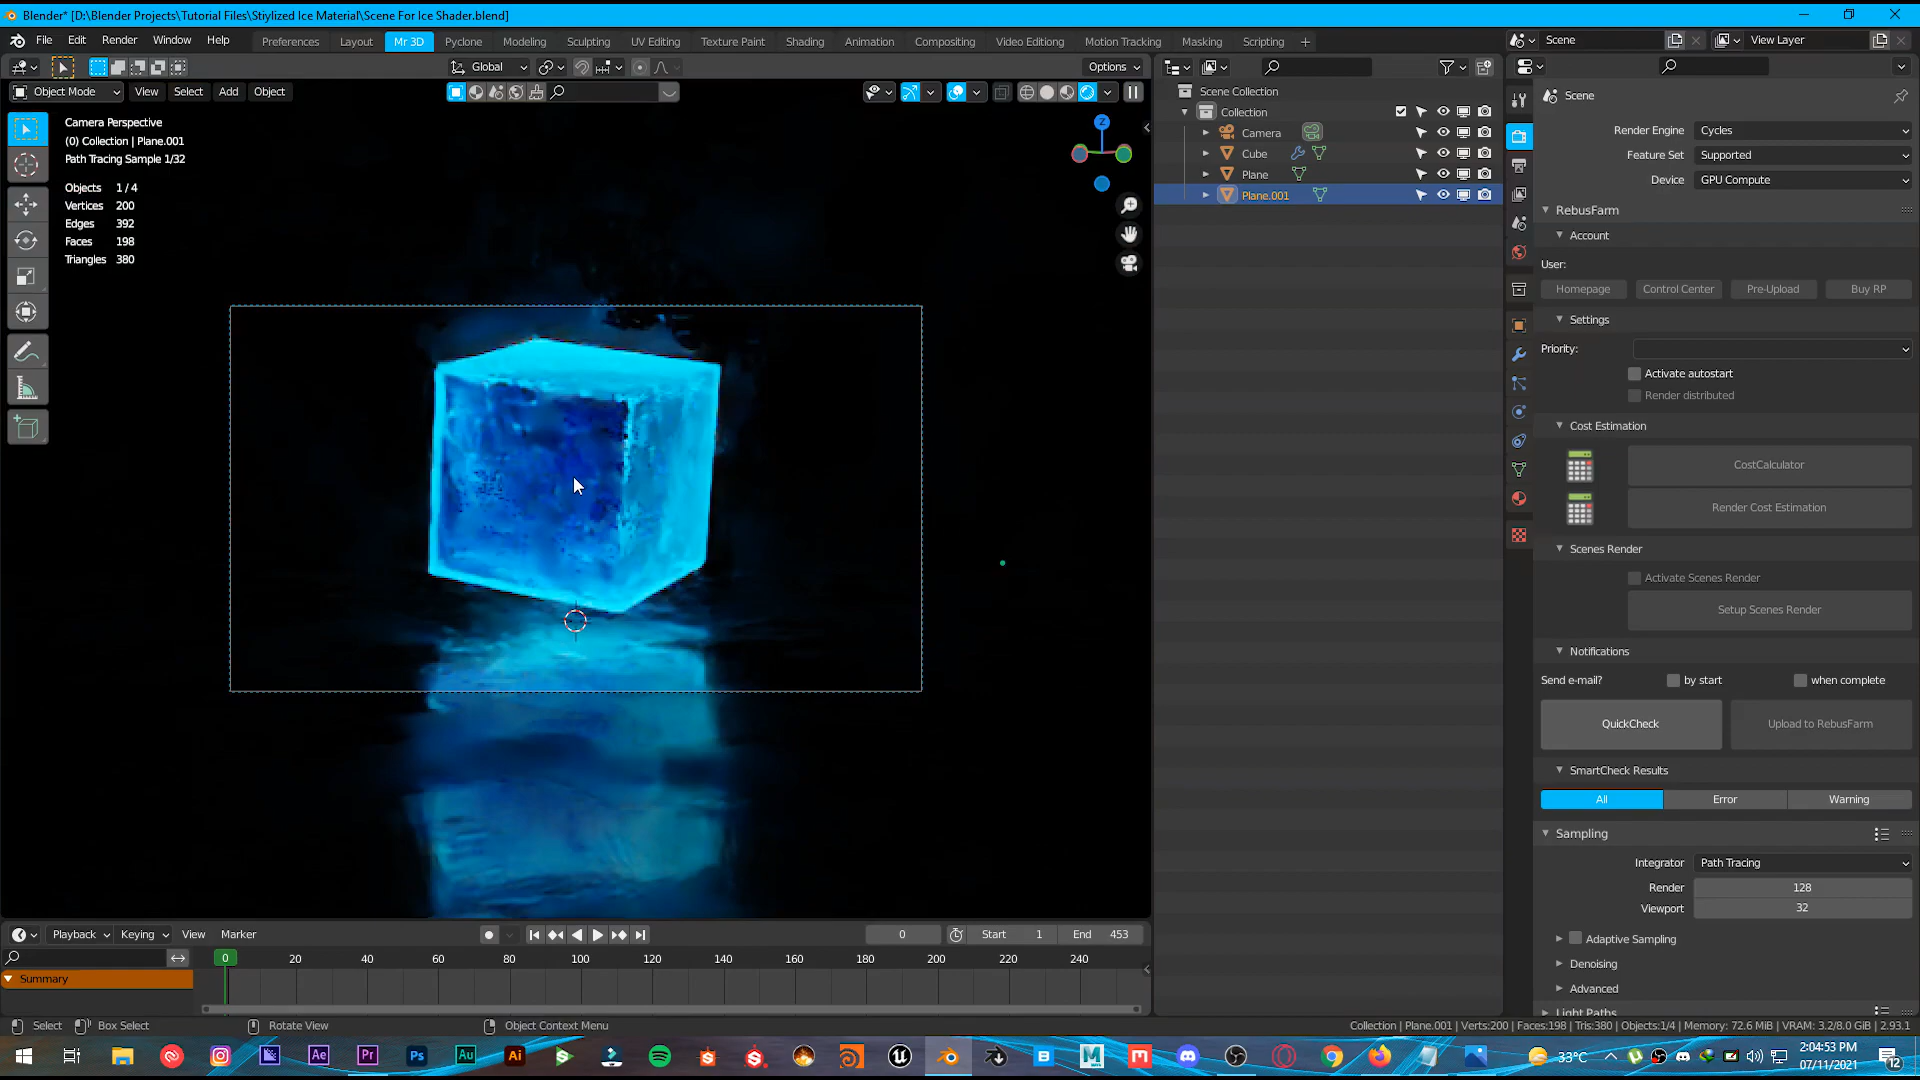 Blender* [D:\Blender Projects\Tutorial Files\Stiylized Ice Material\Scene For Ice Shader.blend]
File Edit Render Window Help Preferences Layout Mr 3D Pyclone Modeling Sculpting UV Editing Texture Paint Shading Animation Compositing Video Editing Motion Tracking Masking Scripting + Scene View Layer
Global Options
Object Mode View Select Add Object
Camera Perspective
(0) Collection | Plane.001
Path Tracing Sample 1/32
Objects 1 / 4
Vertices 200
Edges 392
Faces 198
Triangles 380
Z
Scene Collection
Collection
Camera
Cube
Plane
Plane.001
Scene
Render Engine Cycles
Feature Set Supported
Device GPU Compute
RebusFarm
Account
User:
Homepage Control Center Pre-Upload Buy RP
Settings
Priority:
Activate autostart
Render distributed
Cost Estimation
CostCalculator
Render Cost Estimation
Scenes Render
Activate Scenes Render
Setup Scenes Render
Notifications
Send e-mail? by start when complete
QuickCheck Upload to RebusFarm
SmartCheck Results
All Error Warning
Sampling
Integrator Path Tracing
Render 128
Viewport 32
Adaptive Sampling
Denoising
Advanced
Light Paths
Playback Keying View Marker 0 Start 1 End 453
0 20 40 60 80 100 120 140 160 180 200 220 240
Summary
Select Box Select Rotate View Object Context Menu Collection | Plane.001 | Verts:200 | Faces:198 | Tris:380 | Objects:1/4 | Memory: 72.6 MiB | VRAM: 3.2/8.0 GiB | 2.93.1
Ae Pr Ps Au Ai B M M 33°C 2:04:53 PM
07/11/2021 12